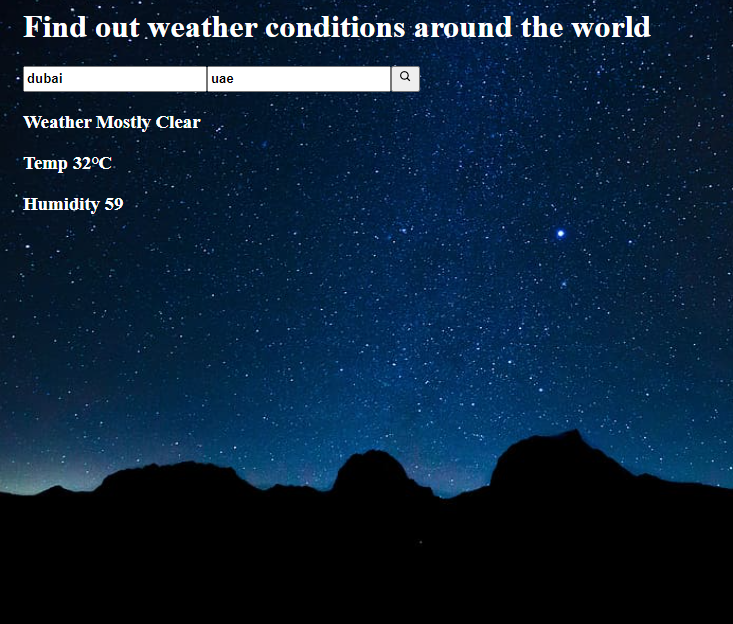 Find out weather conditions around the world
dubai uae
Weather Mostly Clear
Temp 32°C
Humidity 59